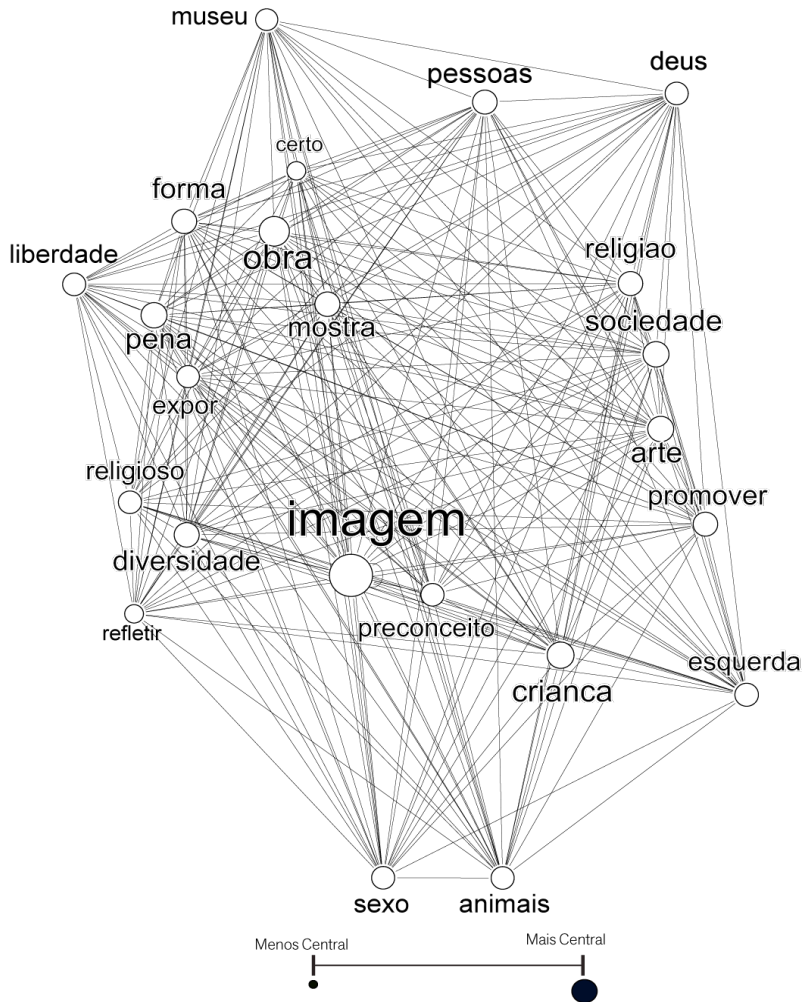 museu
deus
pessoas
certo
forma
liberdade
obra
religiao
mostra
sociedade
pena
expor
arte
religioso
promover
imagem
diversidade
preconceito
refletir
esquerda
crianca
sexo
animais
Menos Central
Mais Central